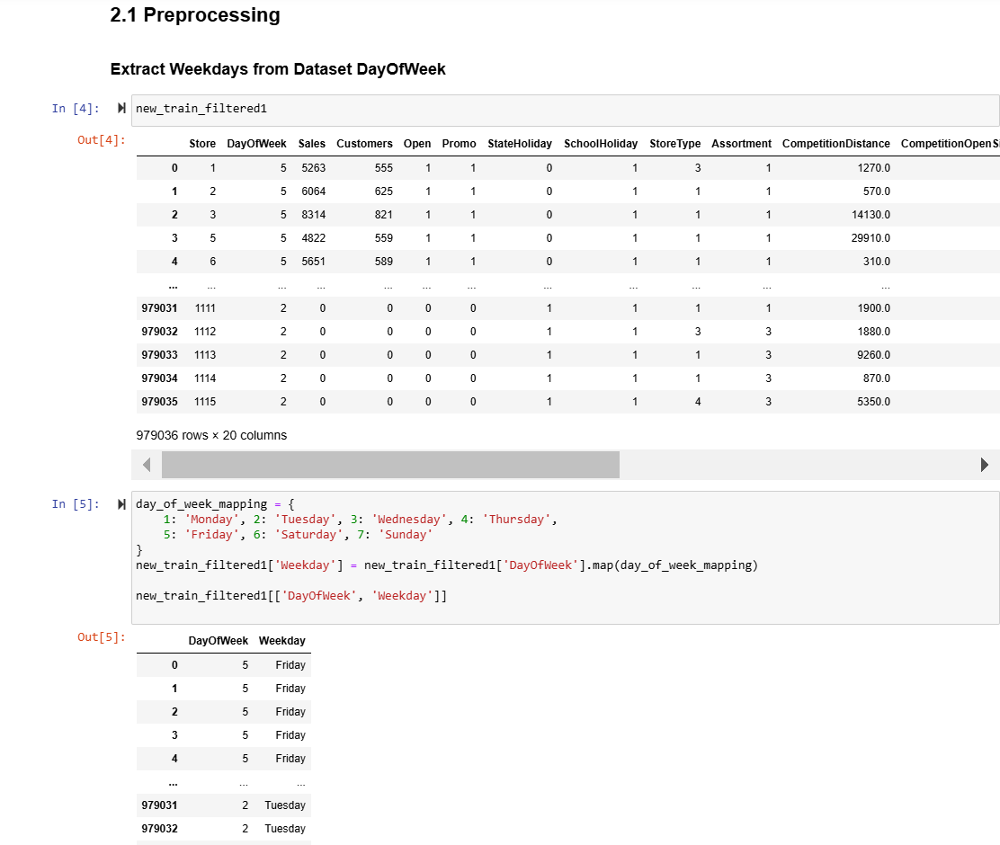 2.1 Preprocessing
Extract Weekdays from Dataset DayOfWeek
In [4]:
new_train_filtered1
Out[4]:
Store DayOfWeek Sales Customers Open Promo StateHoliday SchoolHoliday StoreType Assortment CompetitionDistance CompetitionOpenSi
0 1 5 5263 555 1 1 0 1 3 1 1270.0
1 2 5 6064 625 1 1 0 1 1 1 570.0
2 3 5 8314 821 1 1 0 1 1 1 14130.0
3 5 5 4822 559 1 1 0 1 1 1 29910.0
4 6 5 5651 589 1 1 0 1 1 1 310.0
... ... ... ... ... ... ... ... ... ... ... ...
979031 1111 2 0 0 0 0 1 1 1 1 1900.0
979032 1112 2 0 0 0 0 1 1 3 3 1880.0
979033 1113 2 0 0 0 0 1 1 1 3 9260.0
979034 1114 2 0 0 0 0 1 1 1 3 870.0
979035 1115 2 0 0 0 0 1 1 4 3 5350.0
979036 rows × 20 columns
In [5]:
day_of_week_mapping = {
    1: 'Monday', 2: 'Tuesday', 3: 'Wednesday', 4: 'Thursday',
    5: 'Friday', 6: 'Saturday', 7: 'Sunday'
}
new_train_filtered1['Weekday'] = new_train_filtered1['DayOfWeek'].map(day_of_week_mapping)
new_train_filtered1[['DayOfWeek', 'Weekday']]
Out[5]:
DayOfWeek Weekday
0 5 Friday
1 5 Friday
2 5 Friday
3 5 Friday
4 5 Friday
... ... ...
979031 2 Tuesday
979032 2 Tuesday